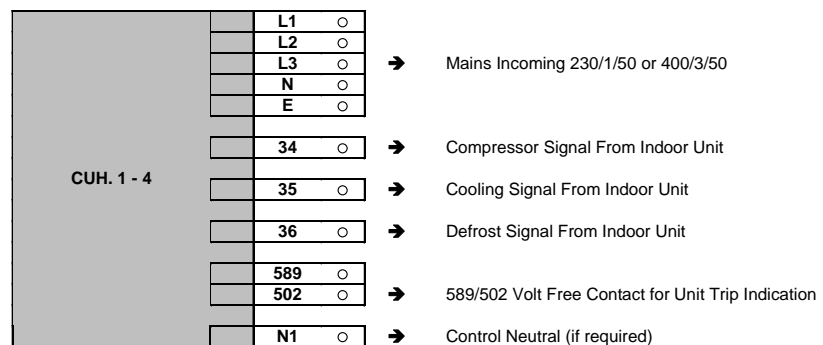 L1
L2
L3 ➔ Mains Incoming 230/1/50 or 400/3/50
N
E
34 ➔ Compressor Signal From Indoor Unit
CUH. 1 - 4
35 ➔ Cooling Signal From Indoor Unit
36 ➔ Defrost Signal From Indoor Unit
589
502 ➔ 589/502 Volt Free Contact for Unit Trip Indication
N1 ➔ Control Neutral (if required)